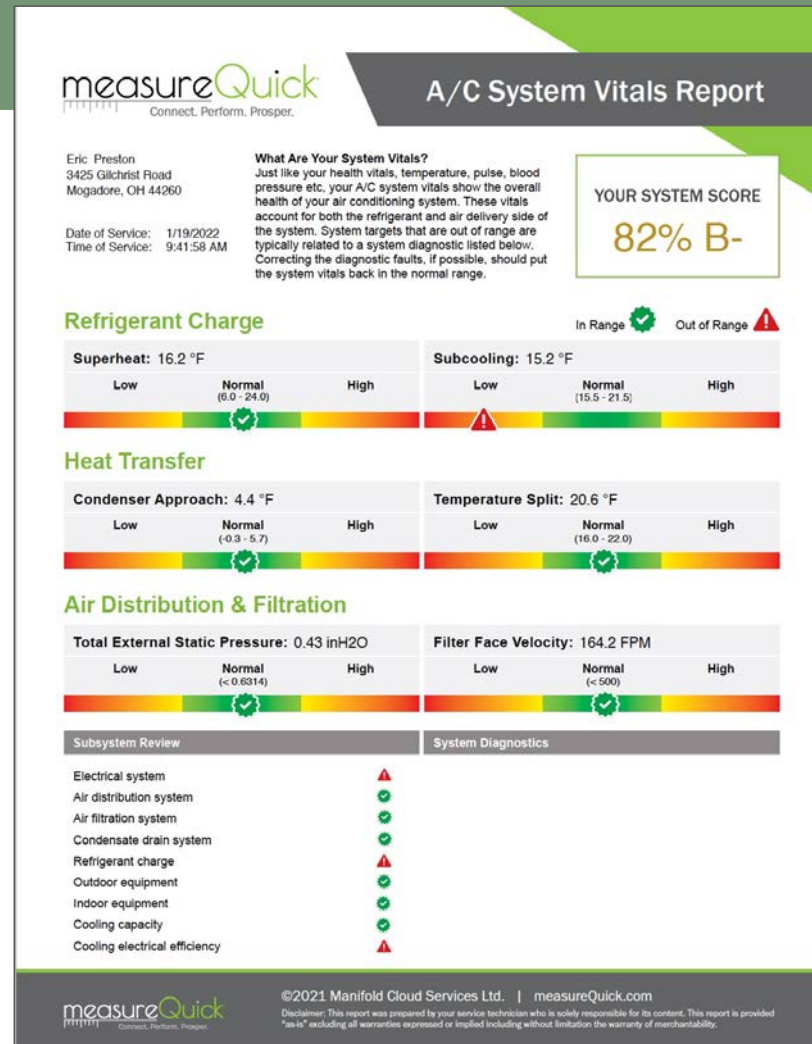 measureQuick
Connect. Perform. Prosper.
A/C System Vitals Report
Eric Preston
3425 Gilchrist Road
Mogadore, OH 44260
Date of Service: 1/19/2022
Time of Service: 9:41:58 AM
What Are Your System Vitals?
Just like your health vitals, temperature, pulse, blood
pressure etc, your A/C system vitals show the overall
health of your air conditioning system. These vitals
account for both the refrigerant and air delivery side of
the system. System targets that are out of range are
typically related to a system diagnostic listed below.
Correcting the diagnostic faults, if possible, should put
the system vitals back in the normal range.
YOUR SYSTEM SCORE
82% B-
Refrigerant Charge
In Range Out of Range
Superheat: 16.2 °F
Low Normal High
(6.0 - 24.0)
Subcooling: 15.2 °F
Low Normal High
(15.5 - 21.5)
Heat Transfer
Condenser Approach: 4.4 °F
Low Normal High
(-0.3 - 5.7)
Temperature Split: 20.6 °F
Low Normal High
(16.0 - 22.0)
Air Distribution & Filtration
Total External Static Pressure: 0.43 inH2O
Low Normal High
(< 0.6314)
Filter Face Velocity: 164.2 FPM
Low Normal High
(< 500)
Subsystem Review
System Diagnostics
Electrical system
Air distribution system
Air filtration system
Condensate drain system
Refrigerant charge
Outdoor equipment
Indoor equipment
Cooling capacity
Cooling electrical efficiency
measureQuick
Connect. Perform. Prosper.
©2021 Manifold Cloud Services Ltd. | measureQuick.com
Disclaimer: This report was prepared by your service technician who is solely responsible for its content. This report is provided
"as-is" excluding all warranties expressed or implied including without limitation the warranty of merchantability.